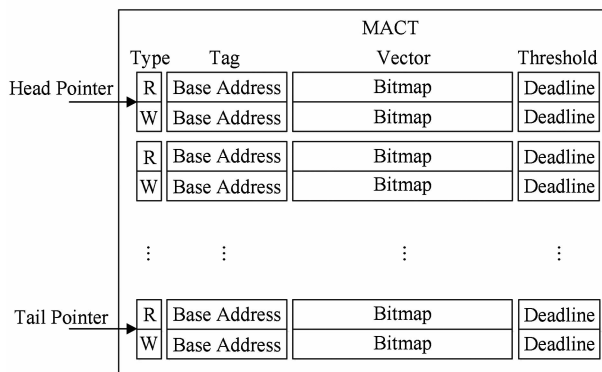 MACT
Type Tag Vector Threshold
Head Pointer R Base Address Bitmap Deadline
W Base Address Bitmap Deadline
R Base Address Bitmap Deadline
W Base Address Bitmap Deadline
⋮ ⋮ ⋮ ⋮
Tail Pointer R Base Address Bitmap Deadline
W Base Address Bitmap Deadline